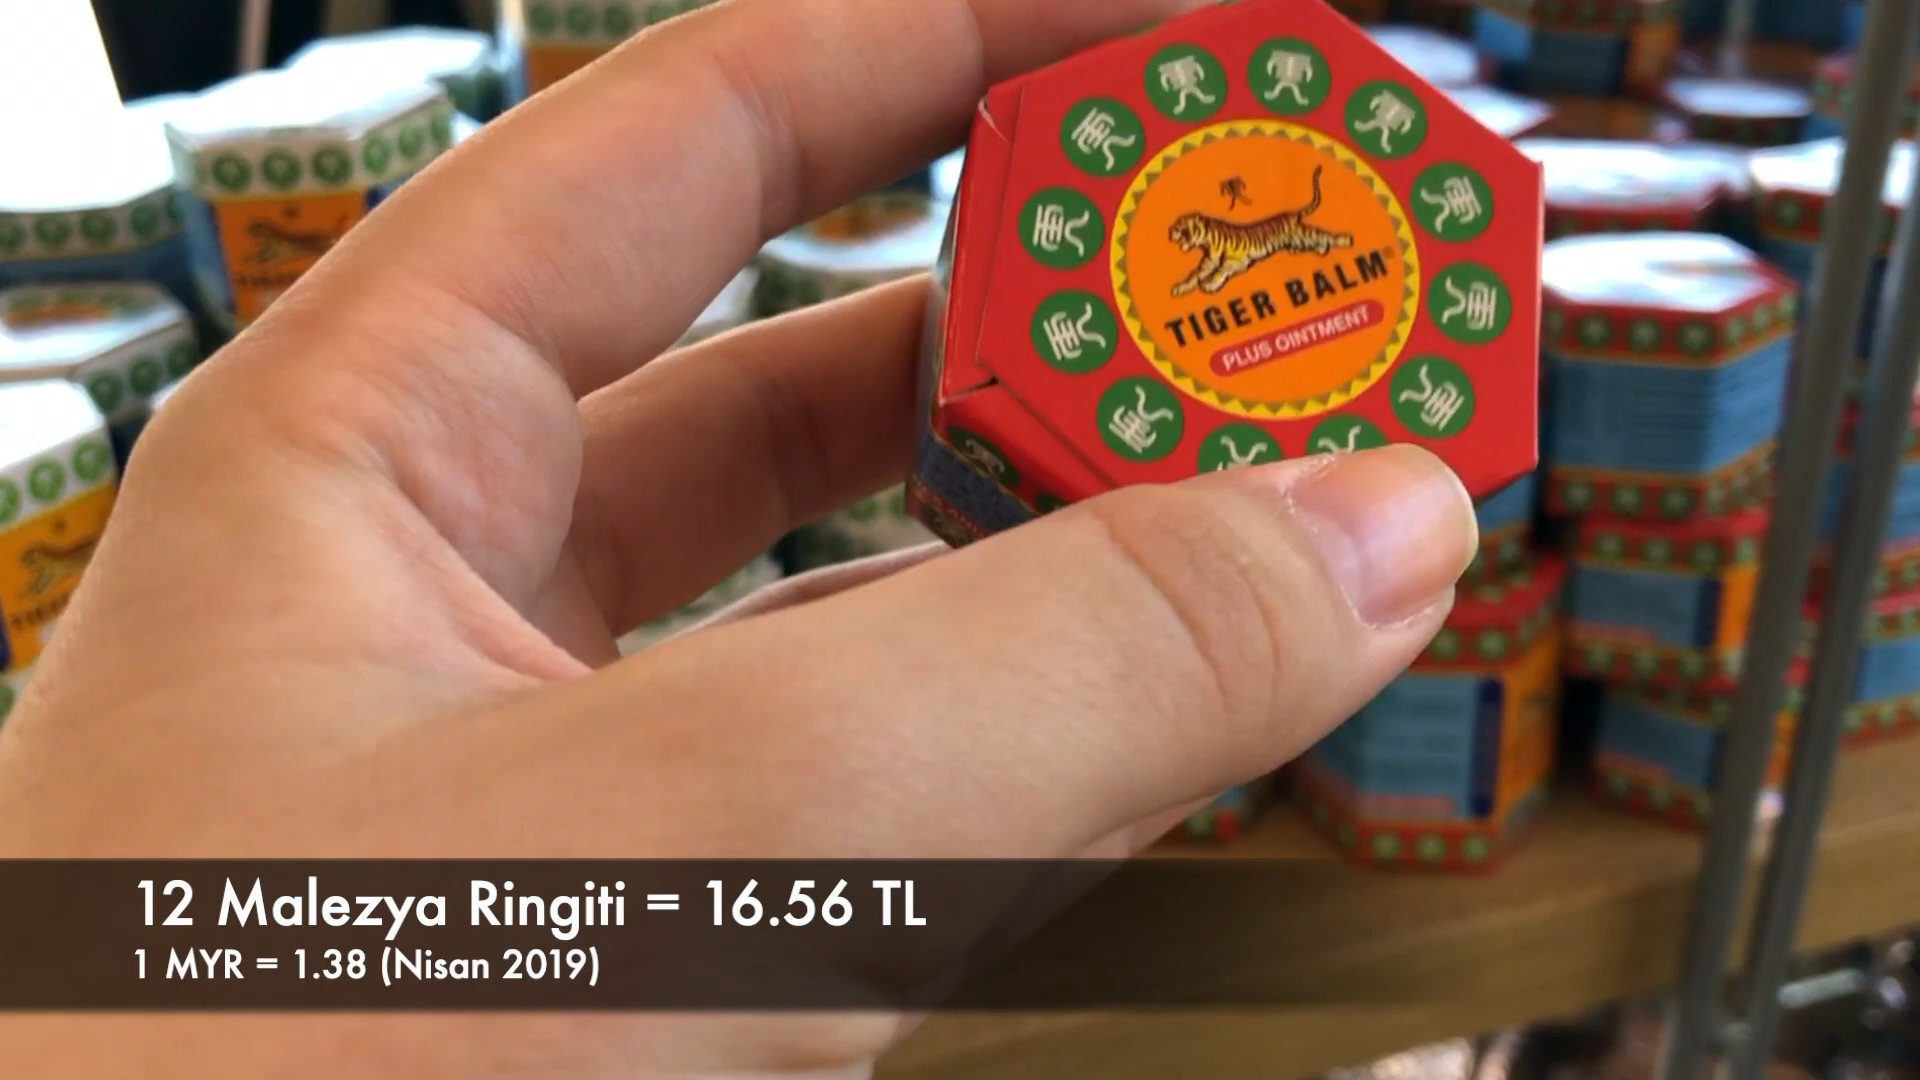 TIGER BALM
PLUS OINTMENT
12 Malezya Ringiti = 16.56 TL
1 MYR = 1.38 (Nisan 2019)